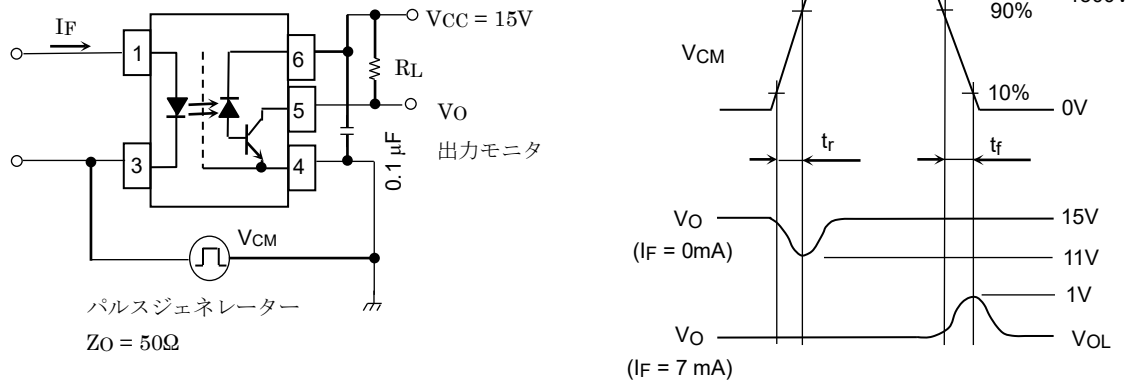 IF
1
3
6
5
4
VCC = 15V
RL
VO
出力モニタ
0.1 μF
VCM
パルスジェネレーター
ZO = 50Ω
90%
VCM
10%
0V
tr
tf
VO
15V
(IF = 0mA)
11V
1V
VO
VOL
(IF = 7 mA)